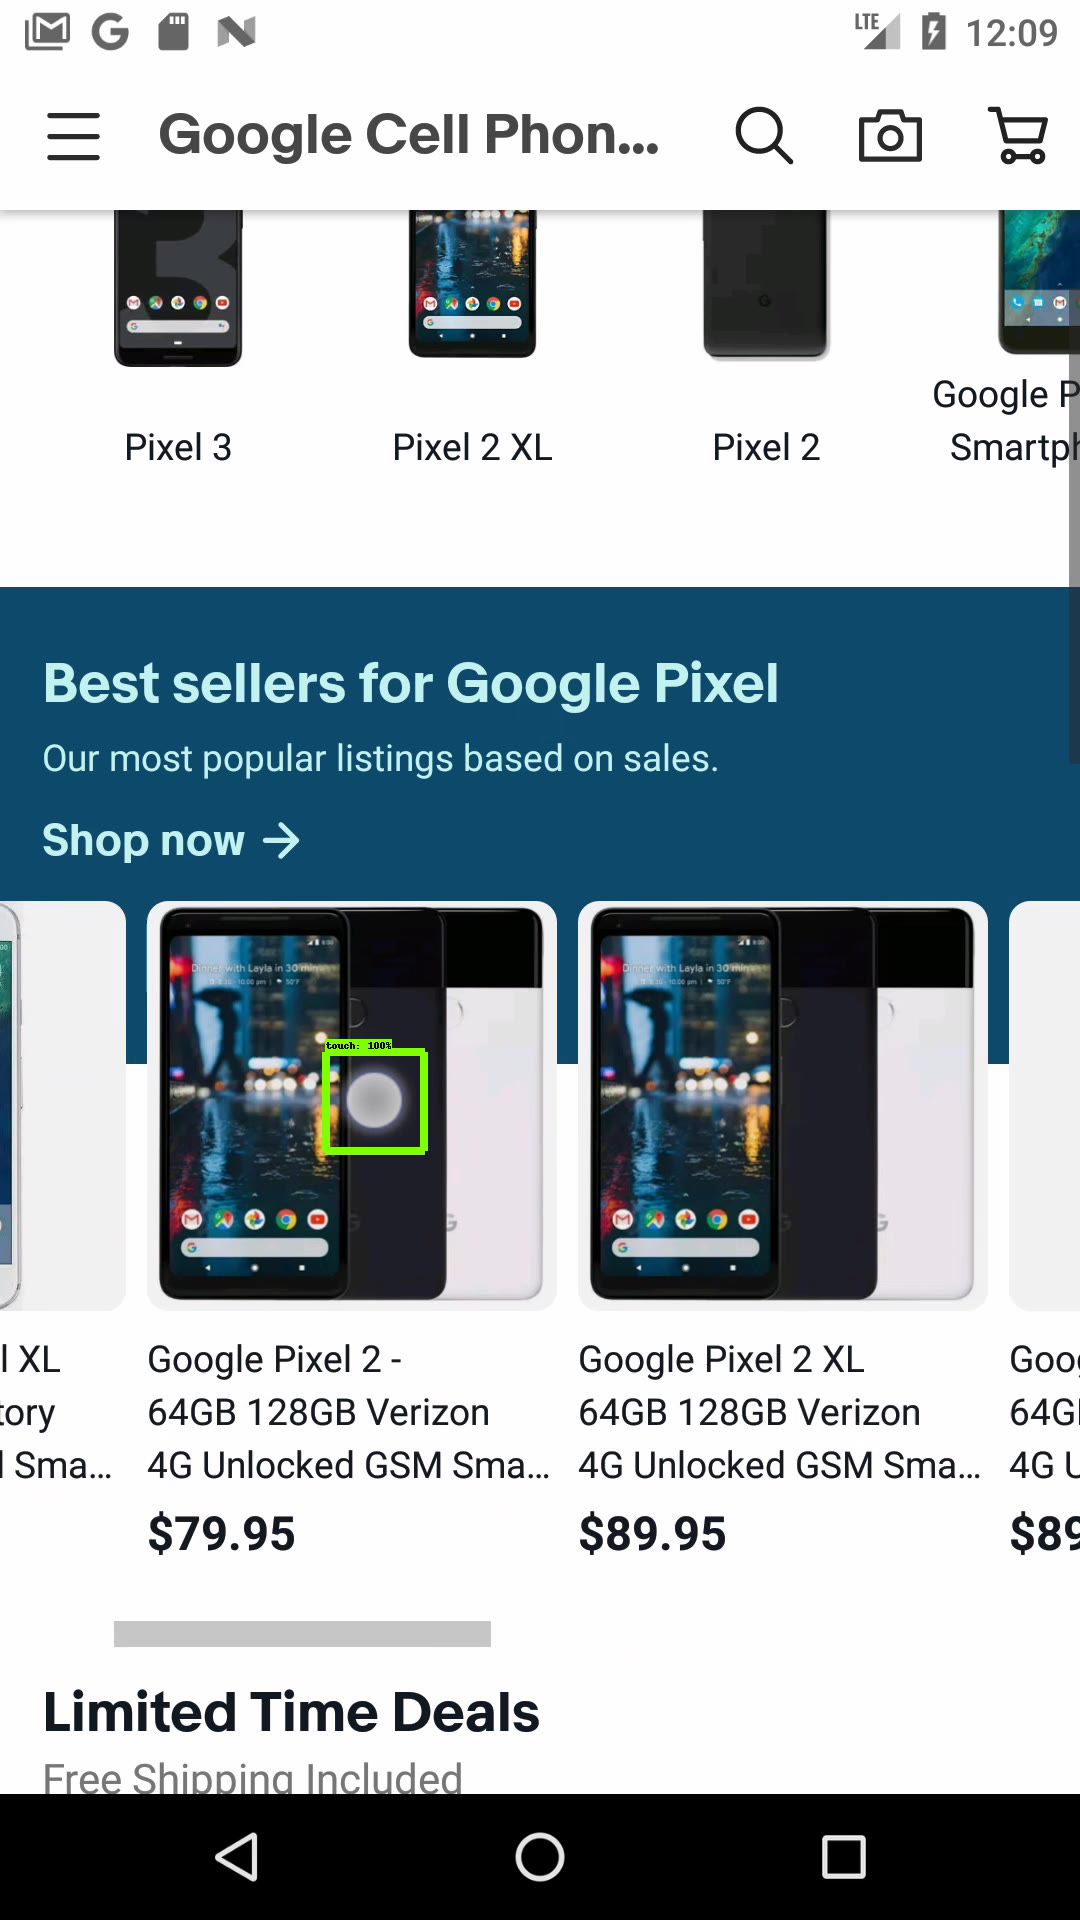 12:09
LTE
Google Cell Phon...
Pixel 3
Pixel 2 XL
Pixel 2
Google P
Smartph
Best sellers for Google Pixel
Our most popular listings based on sales.
Shop now →
touch: 100%
Dinner with Layla in 30 min
Dinner with Layla in 30 min
l XL
tory
l Sma...
Google Pixel 2 -
64GB 128GB Verizon
4G Unlocked GSM Sma...
$79.95
Google Pixel 2 XL
64GB 128GB Verizon
4G Unlocked GSM Sma...
$89.95
Goog
64G
4G U
$89
Limited Time Deals
Free Shipping Included